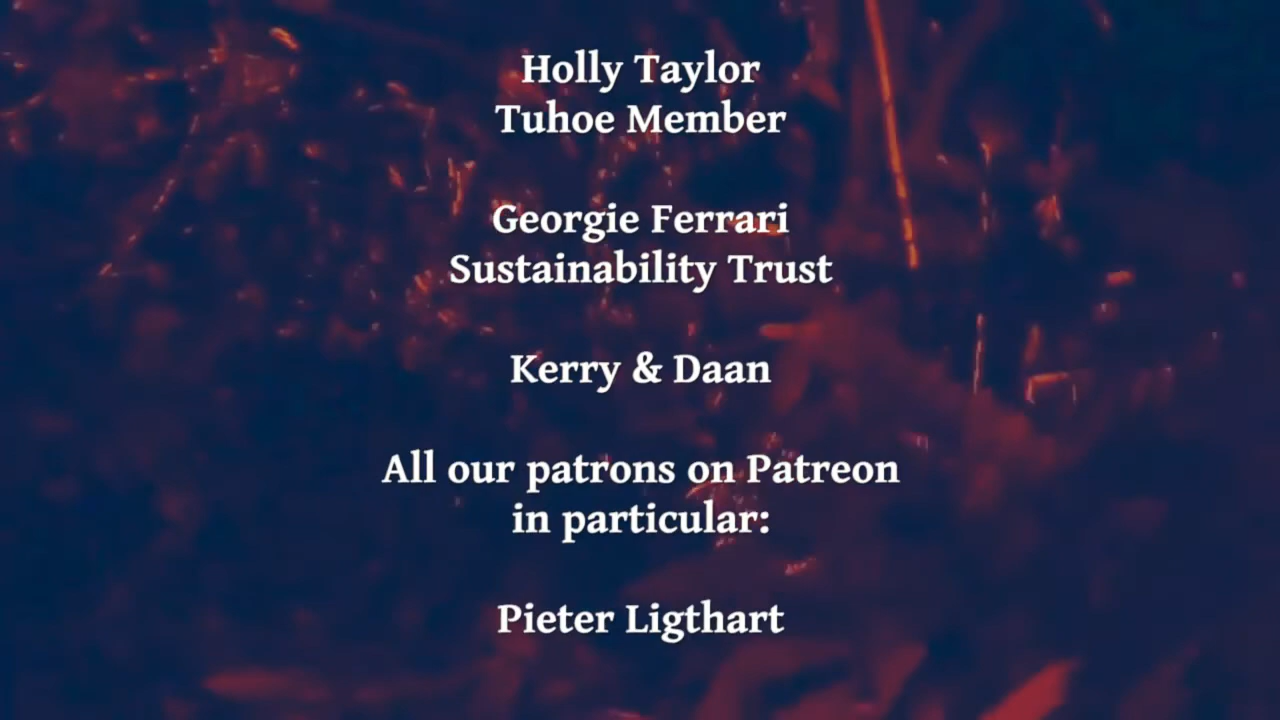 Holly Taylor
Tuhoe Member
Georgie Ferrari
Sustainability Trust
Kerry & Daan
All our patrons on Patreon
in particular:
Pieter Ligthart